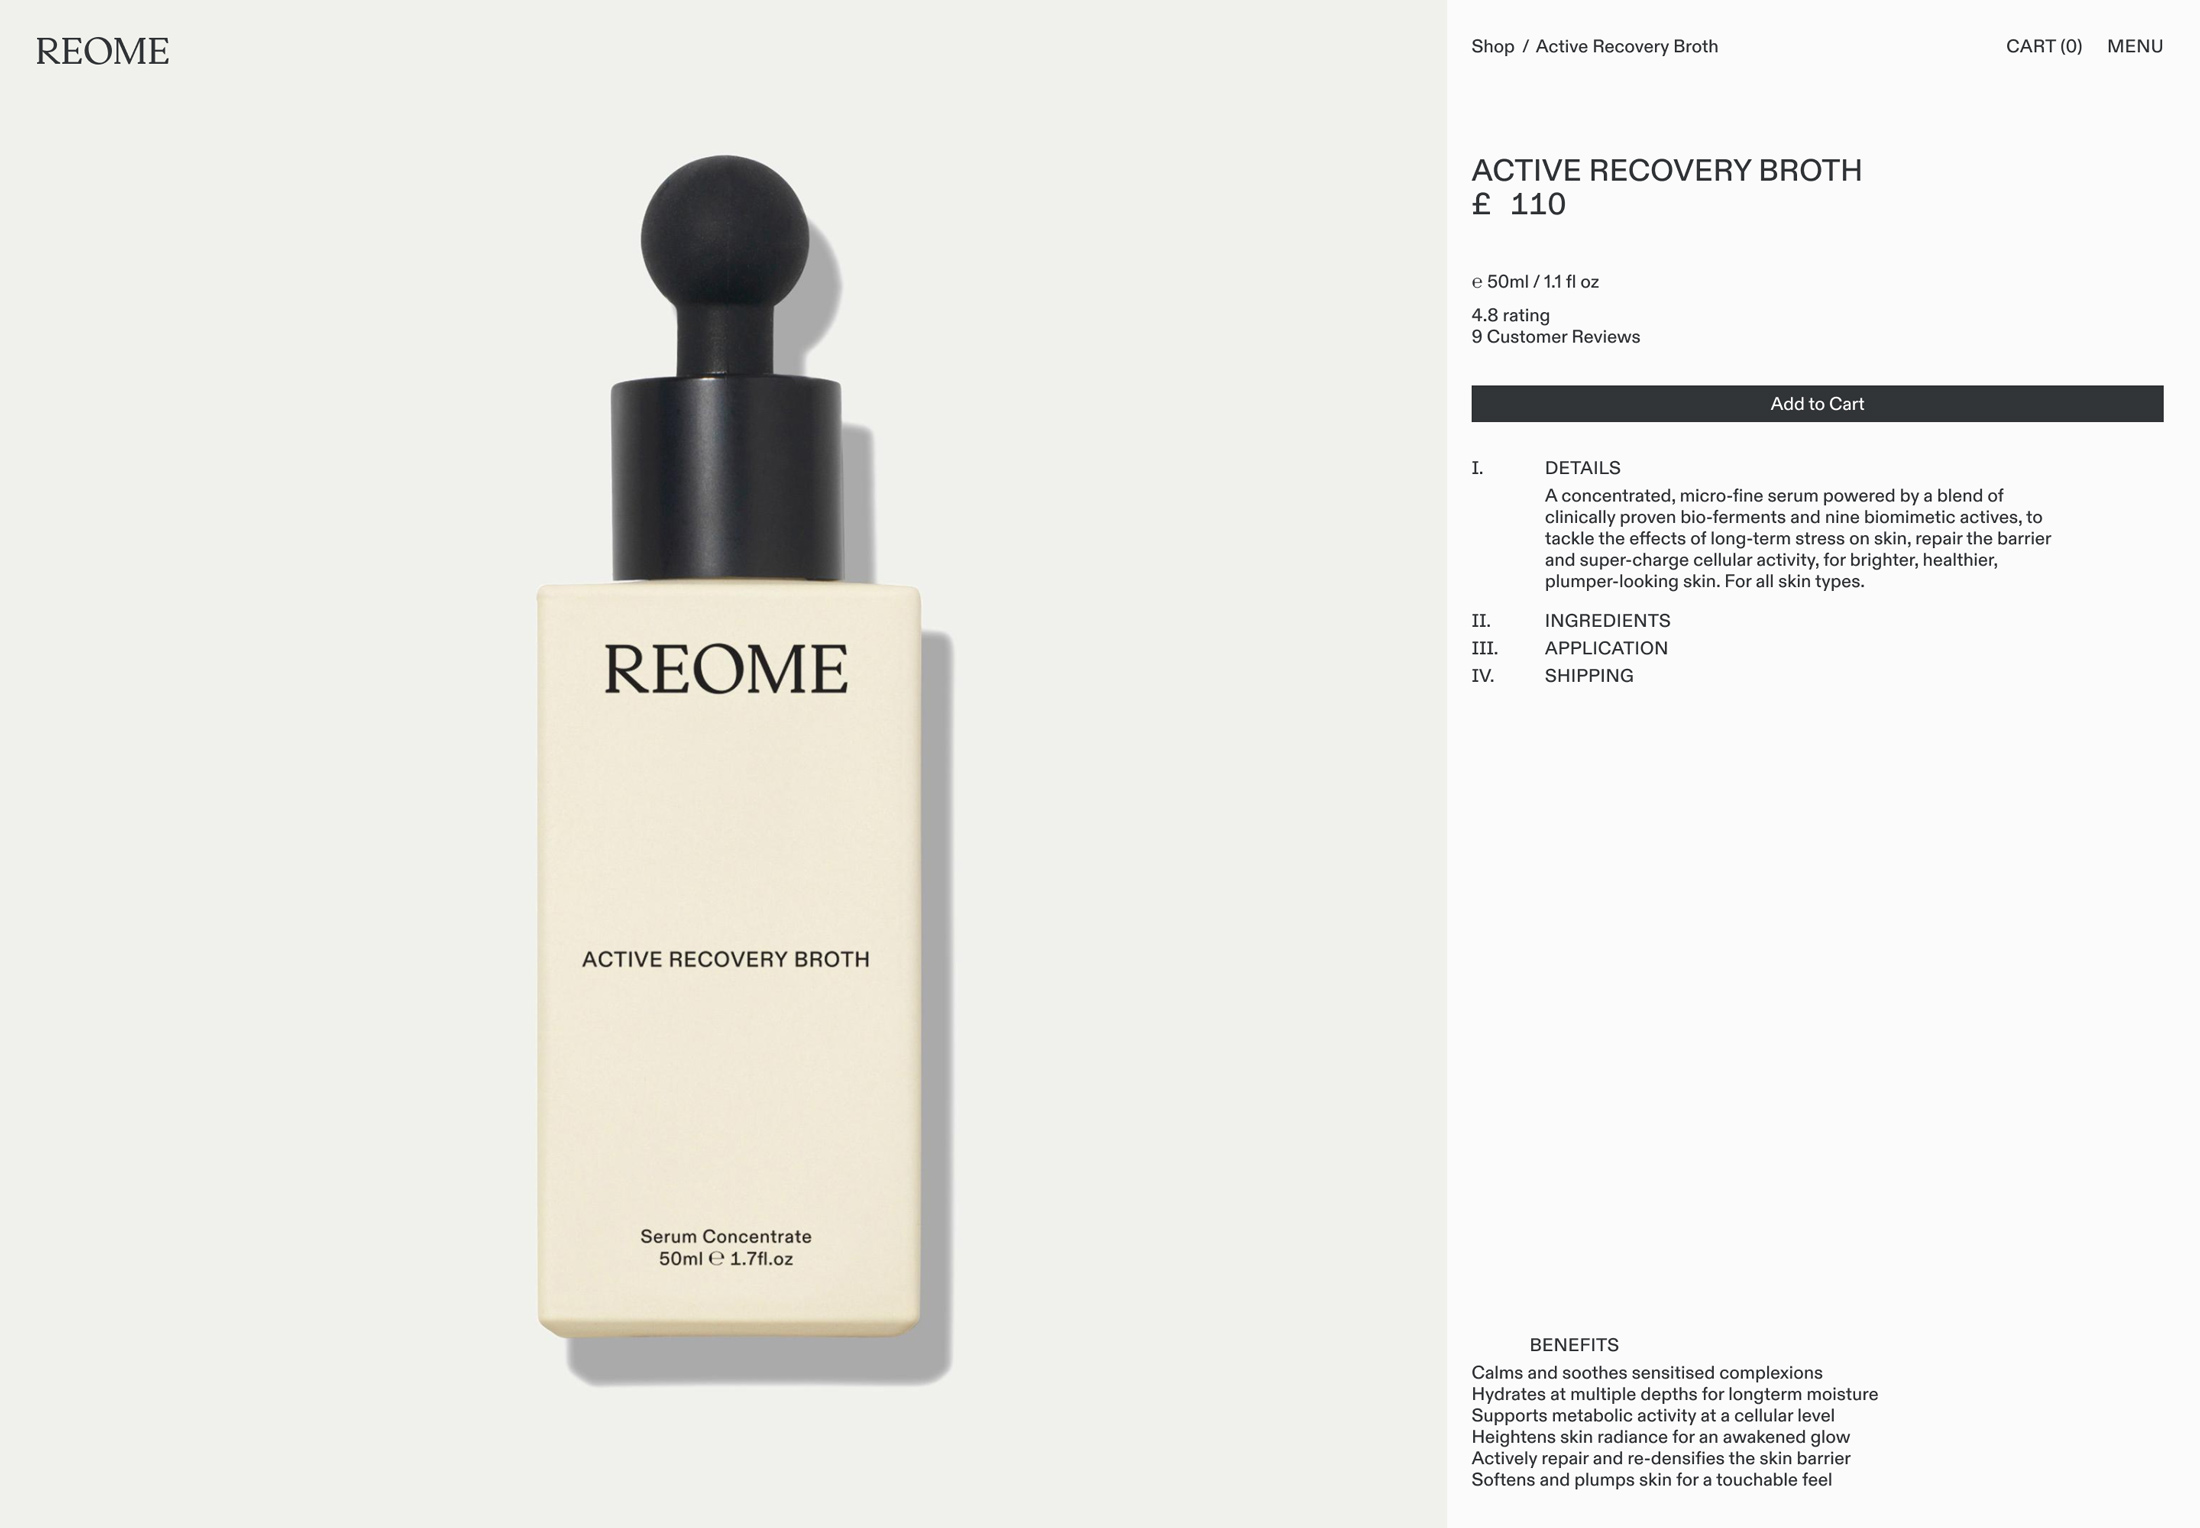 REOME
Shop / Active Recovery Broth
CART (0) MENU
ACTIVE RECOVERY BROTH
£ 110
℮ 50ml / 1.1 fl oz
4.8 rating
9 Customer Reviews
Add to Cart
I. DETAILS
A concentrated, micro-fine serum powered by a blend of
clinically proven bio-ferments and nine biomimetic actives, to
tackle the effects of long-term stress on skin, repair the barrier
and super-charge cellular activity, for brighter, healthier,
plumper-looking skin. For all skin types.
II. INGREDIENTS
III. APPLICATION
IV. SHIPPING
REOME
ACTIVE RECOVERY BROTH
Serum Concentrate
50ml ℮ 1.7fl.oz
BENEFITS
Calms and soothes sensitised complexions
Hydrates at multiple depths for longterm moisture
Supports metabolic activity at a cellular level
Heightens skin radiance for an awakened glow
Actively repair and re-densifies the skin barrier
Softens and plumps skin for a touchable feel